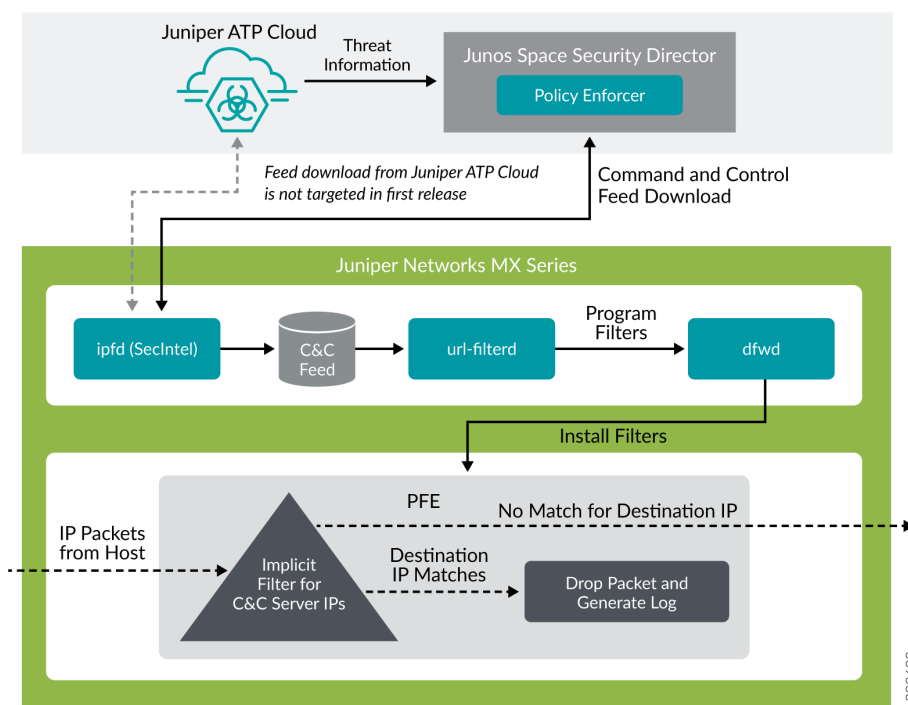 Juniper ATP Cloud
Threat
Information
Junos Space Security Director
Policy Enforcer
Feed download from Juniper ATP Cloud
is not targeted in first release
Command and Control
Feed Download
Juniper Networks MX Series
ipfd (SecIntel)
C&C
Feed
url-filterd
Program
Filters
dfwd
Install Filters
PFE
No Match for Destination IP
IP Packets
from Host
Implicit
Filter for
C&C Server IPs
Destination
IP Matches
Drop Packet and
Generate Log